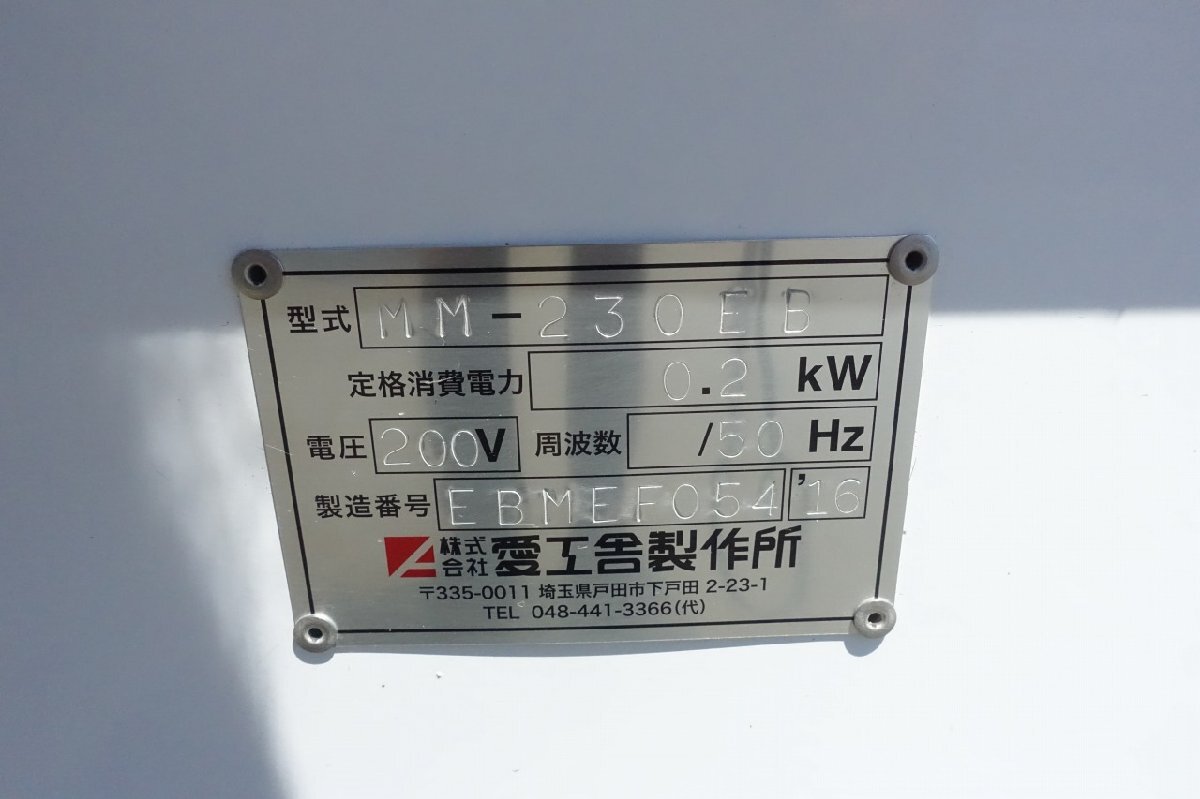 型式 MM-230EB
定格消費電力 0.2 kW
電圧 200V 周波数 /50 Hz
製造番号 EBMEF054 '16
株式会社 愛工舎製作所
〒335-0011 埼玉県戸田市下戸田 2-23-1
TEL 048-441-3366(代)